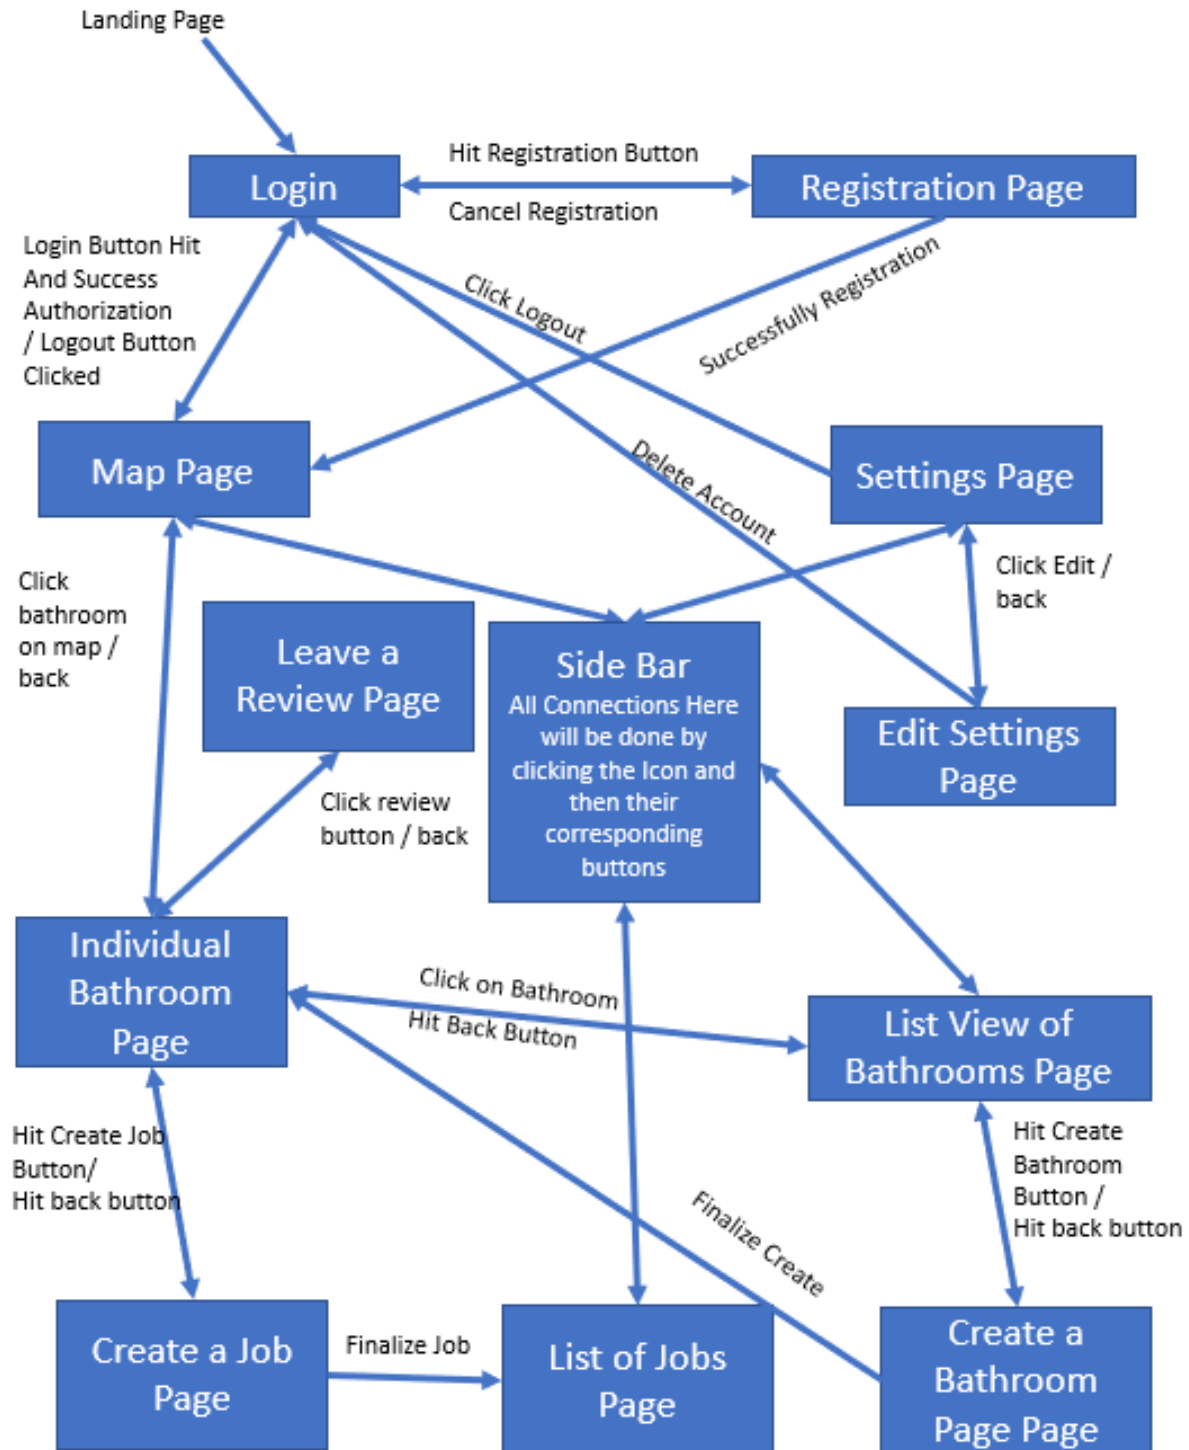 Landing Page
Login
Hit Registration Button
Cancel Registration
Registration Page
Login Button Hit
And Success
Authorization
/ Logout Button
Clicked
Click Logout
Successfully Registration
Map Page
Delete Account
Settings Page
Click
bathroom
on map /
back
Leave a
Review Page
Side Bar
All Connections Here
will be done by
clicking the Icon and
then their
corresponding
buttons
Click Edit /
back
Edit Settings
Page
Click review
button / back
Individual
Bathroom
Page
Click on Bathroom
Hit Back Button
List View of
Bathrooms Page
Hit Create Job
Button/
Hit back button
Finalize Create
Hit Create
Bathroom
Button /
Hit back button
Create a Job
Page
Finalize Job
List of Jobs
Page
Create a
Bathroom
Page Page